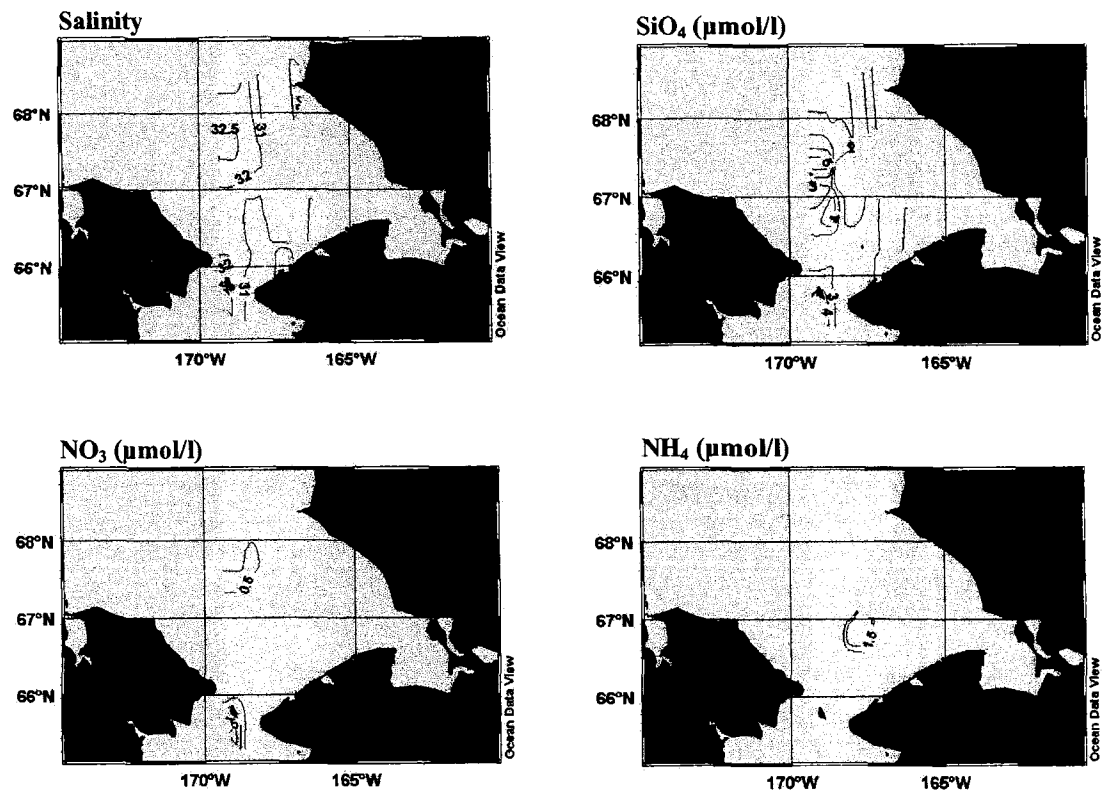 Salinity
SiO₄ (µmol/l)
68°N
67°N
66°N
170°W
165°W
32.5
31
32
31
Ocean Data View
68°N
67°N
66°N
170°W
165°W
Ocean Data View
NO₃ (µmol/l)
NH₄ (µmol/l)
68°N
67°N
66°N
170°W
165°W
0.5
Ocean Data View
68°N
67°N
66°N
170°W
165°W
1.5
Ocean Data View